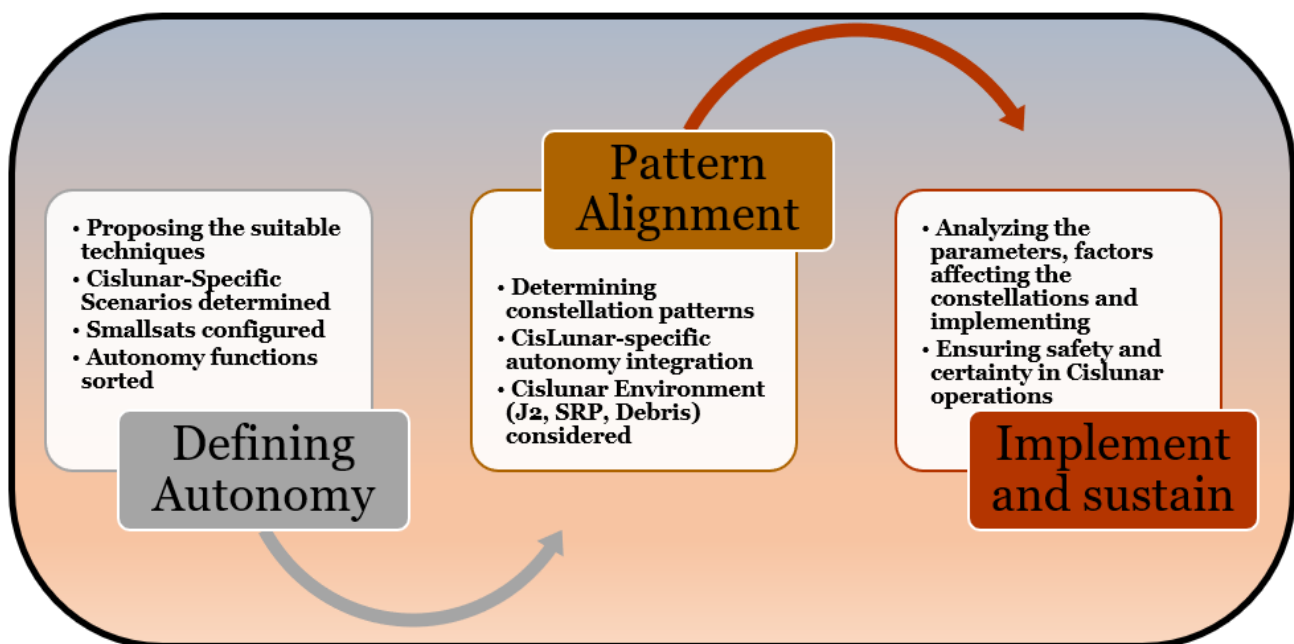 • Proposing the suitable
techniques
• Cislunar-Specific
Scenarios determined
• Smallsats configured
• Autonomy functions
sorted
Defining
Autonomy
Pattern
Alignment
• Determining
constellation patterns
• CisLunar-specific
autonomy integration
• Cislunar Environment
(J2, SRP, Debris)
considered
• Analyzing the
parameters, factors
affecting the
constellations and
implementing
• Ensuring safety and
certainty in Cislunar
operations
Implement
and sustain